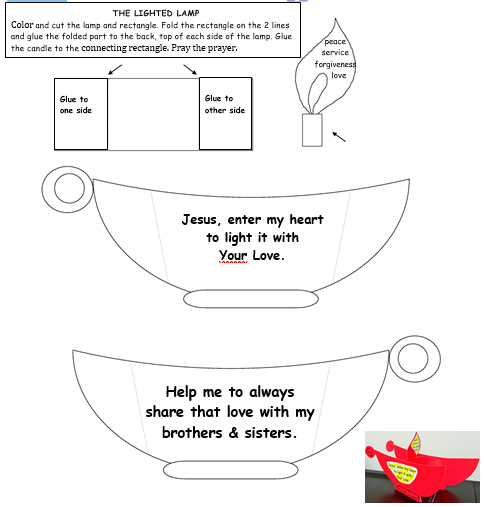 THE LIGHTED LAMP
Color and cut the lamp and rectangle. Fold the rectangle on the 2 lines
and glue the folded part to the back, top of each side of the lamp. Glue
the candle to the connecting rectangle. Pray the prayer.
peace
service
forgiveness
love
Glue to
one side
Glue to
other side
Jesus, enter my heart
to light it with
Your Love.
Help me to always
share that love with my
brothers & sisters.